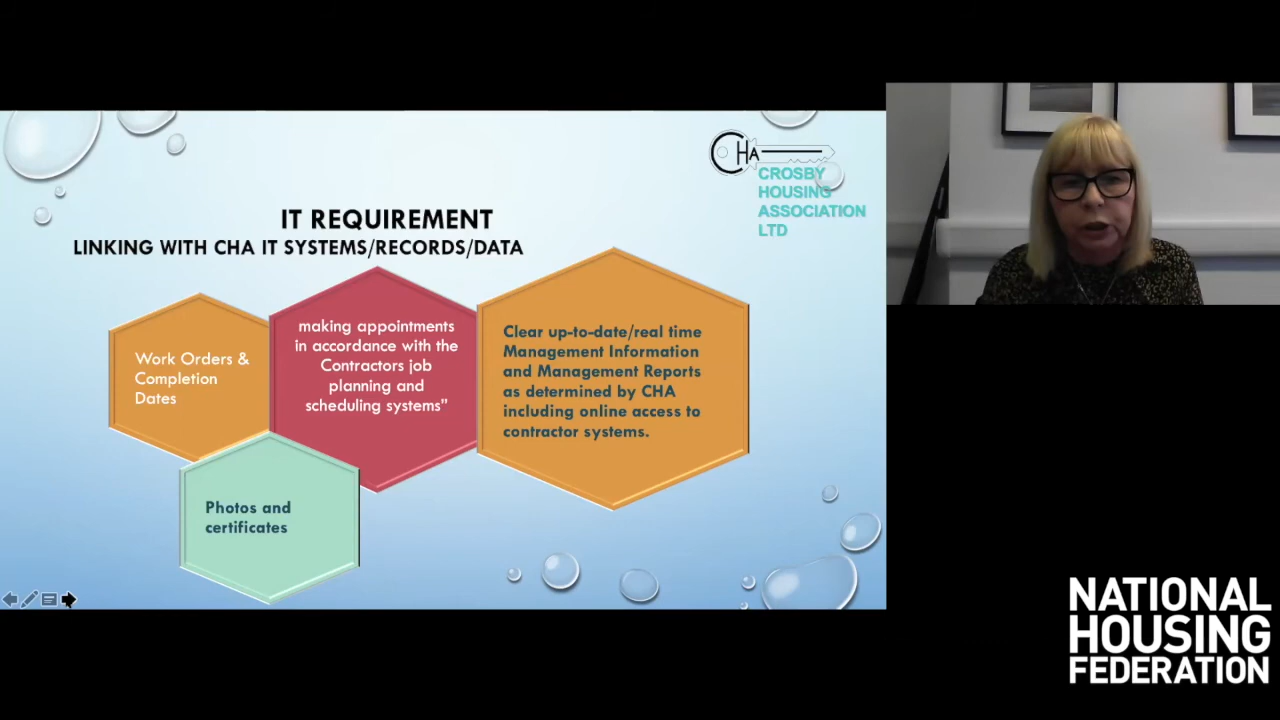 CHA
CROSBY
HOUSING
ASSOCIATION
LTD
IT REQUIREMENT
LINKING WITH CHA IT SYSTEMS/RECORDS/DATA
Work Orders &
Completion
Dates
making appointments
in accordance with the
Contractors job
planning and
scheduling systems”
Clear up-to-date/real time
Management Information
and Management Reports
as determined by CHA
including online access to
contractor systems.
Photos and
certificates
NATIONAL
HOUSING
FEDERATION